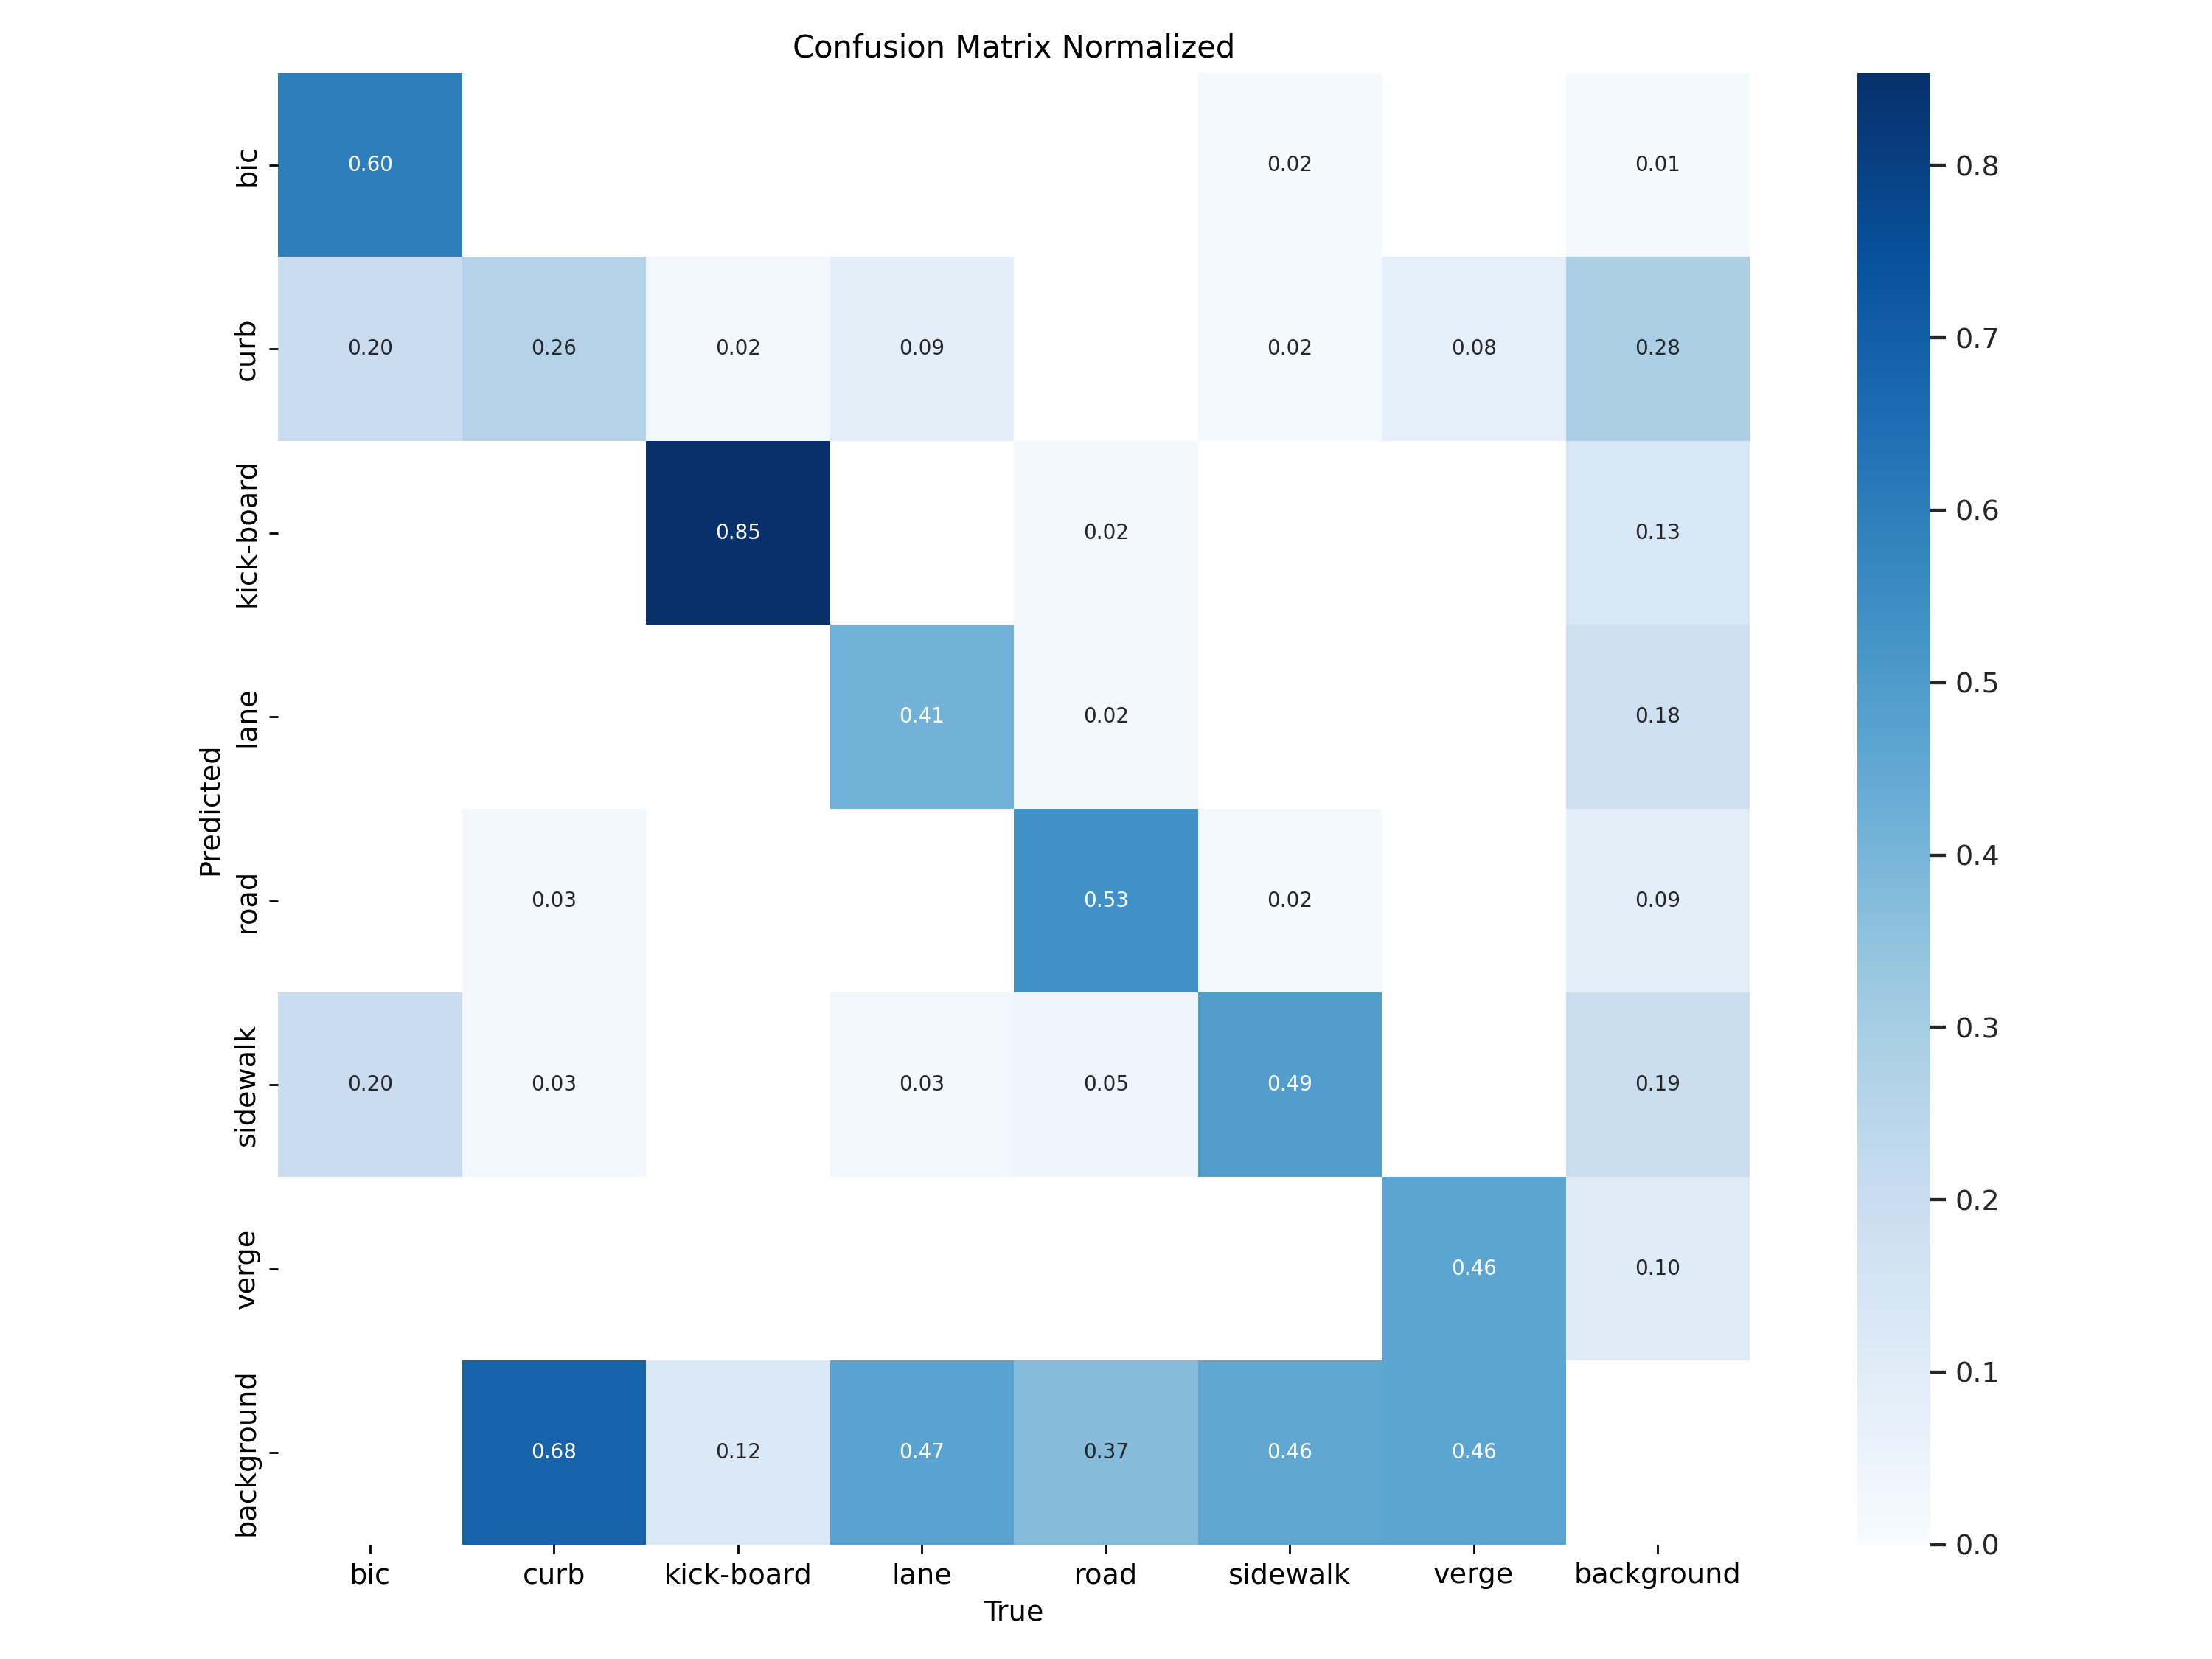 Confusion Matrix Normalized
bic 0.60 0.02 0.01
curb 0.20 0.26 0.02 0.09 0.02 0.08 0.28
kick-board 0.85 0.02 0.13
lane 0.41 0.02 0.18
Predicted
road 0.03 0.53 0.02 0.09
sidewalk 0.20 0.03 0.03 0.05 0.49 0.19
verge 0.46 0.10
background 0.68 0.12 0.47 0.37 0.46 0.46
bic curb kick-board lane road sidewalk verge background
True
0.8
0.7
0.6
0.5
0.4
0.3
0.2
0.1
0.0